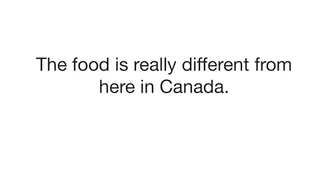 The food is really different from
here in Canada.